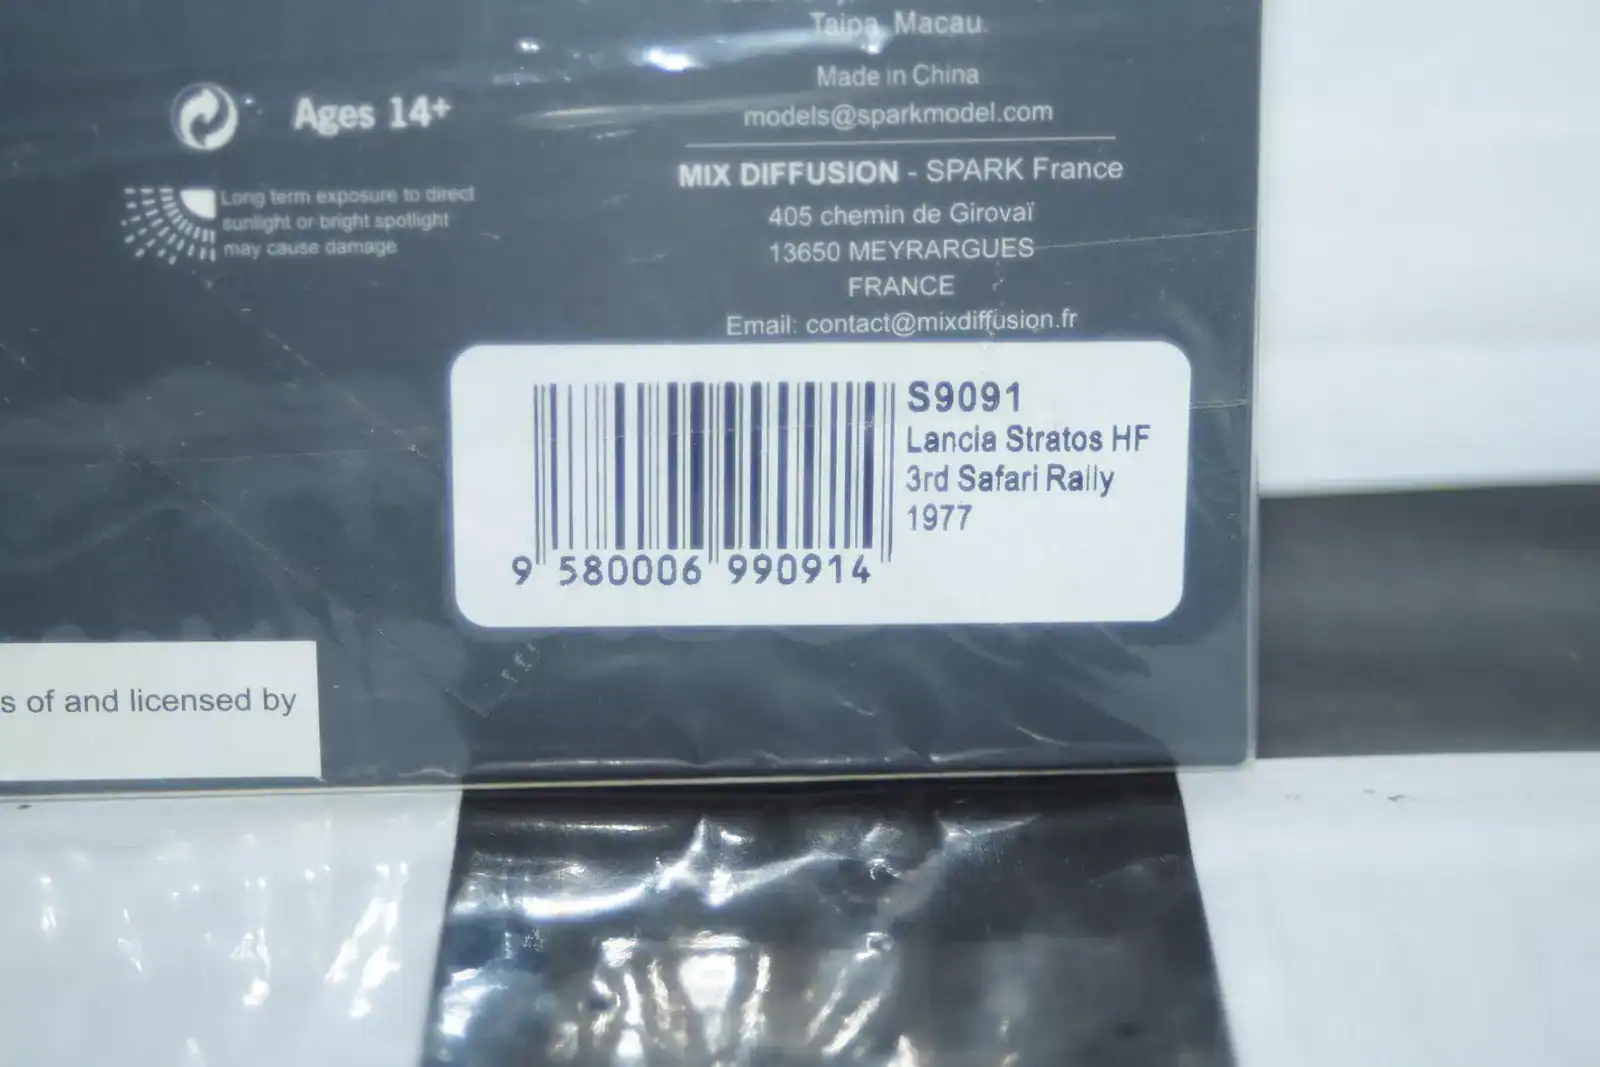 Taipa, Macau.
Made in China
models@sparkmodel.com
Ages 14+
MIX DIFFUSION - SPARK France
405 chemin de Girovaï
13650 MEYRARGUES
FRANCE
Email: contact@mixdiffusion.fr
Long term exposure to direct
sunlight or bright spotlight
may cause damage
S9091
Lancia Stratos HF
3rd Safari Rally
1977
9 580006 990914
s of and licensed by